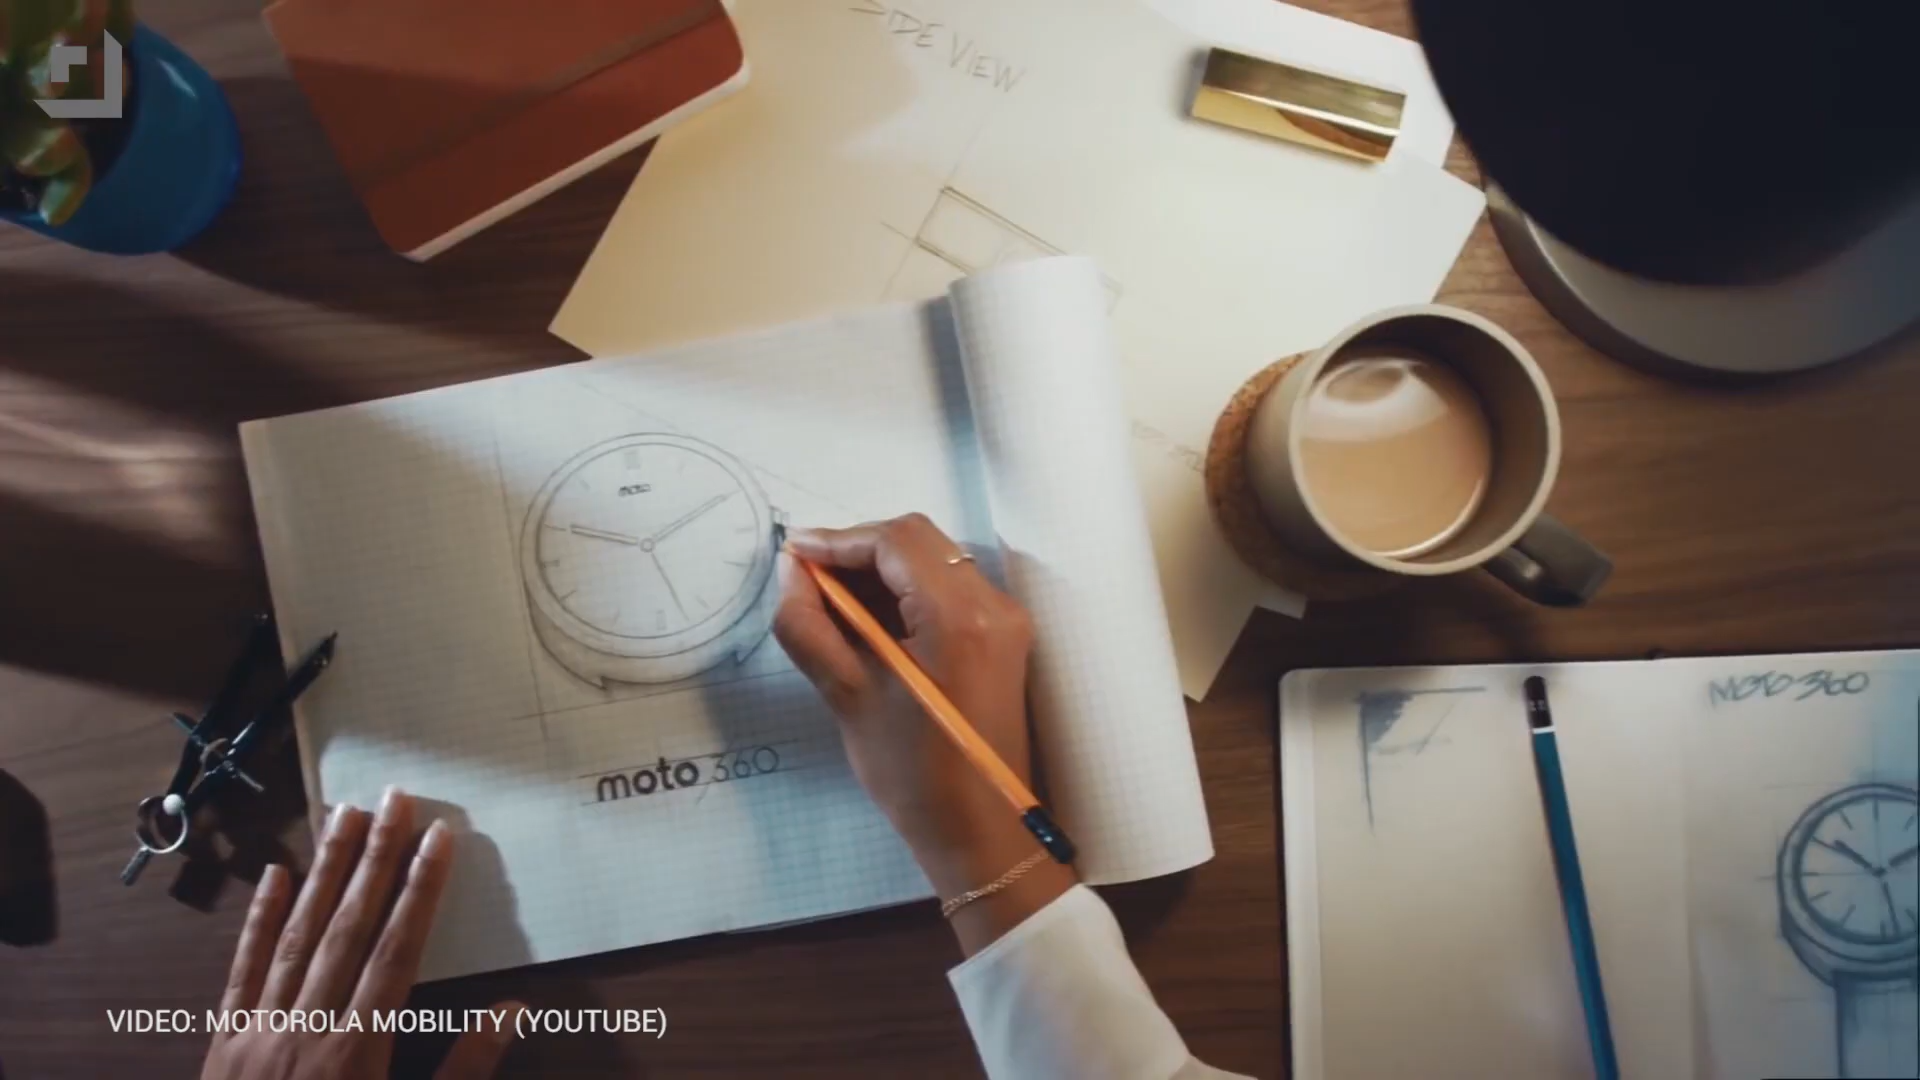 SIDE VIEW
moto
moto 360
MOTO 360
VIDEO: MOTOROLA MOBILITY (YOUTUBE)